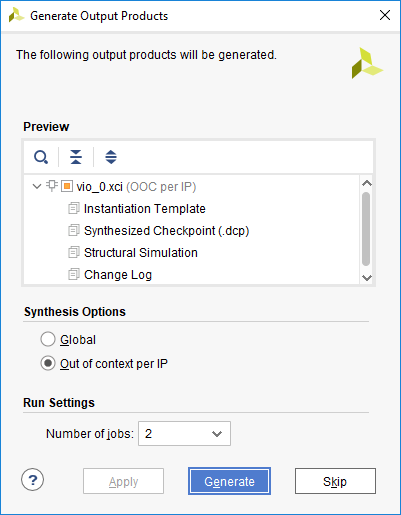 Generate Output Products
The following output products will be generated.
Preview
vio_0.xci (OOC per IP)
Instantiation Template
Synthesized Checkpoint (.dcp)
Structural Simulation
Change Log
Synthesis Options
Global
Out of context per IP
Run Settings
Number of jobs: 2
? Apply Generate Skip